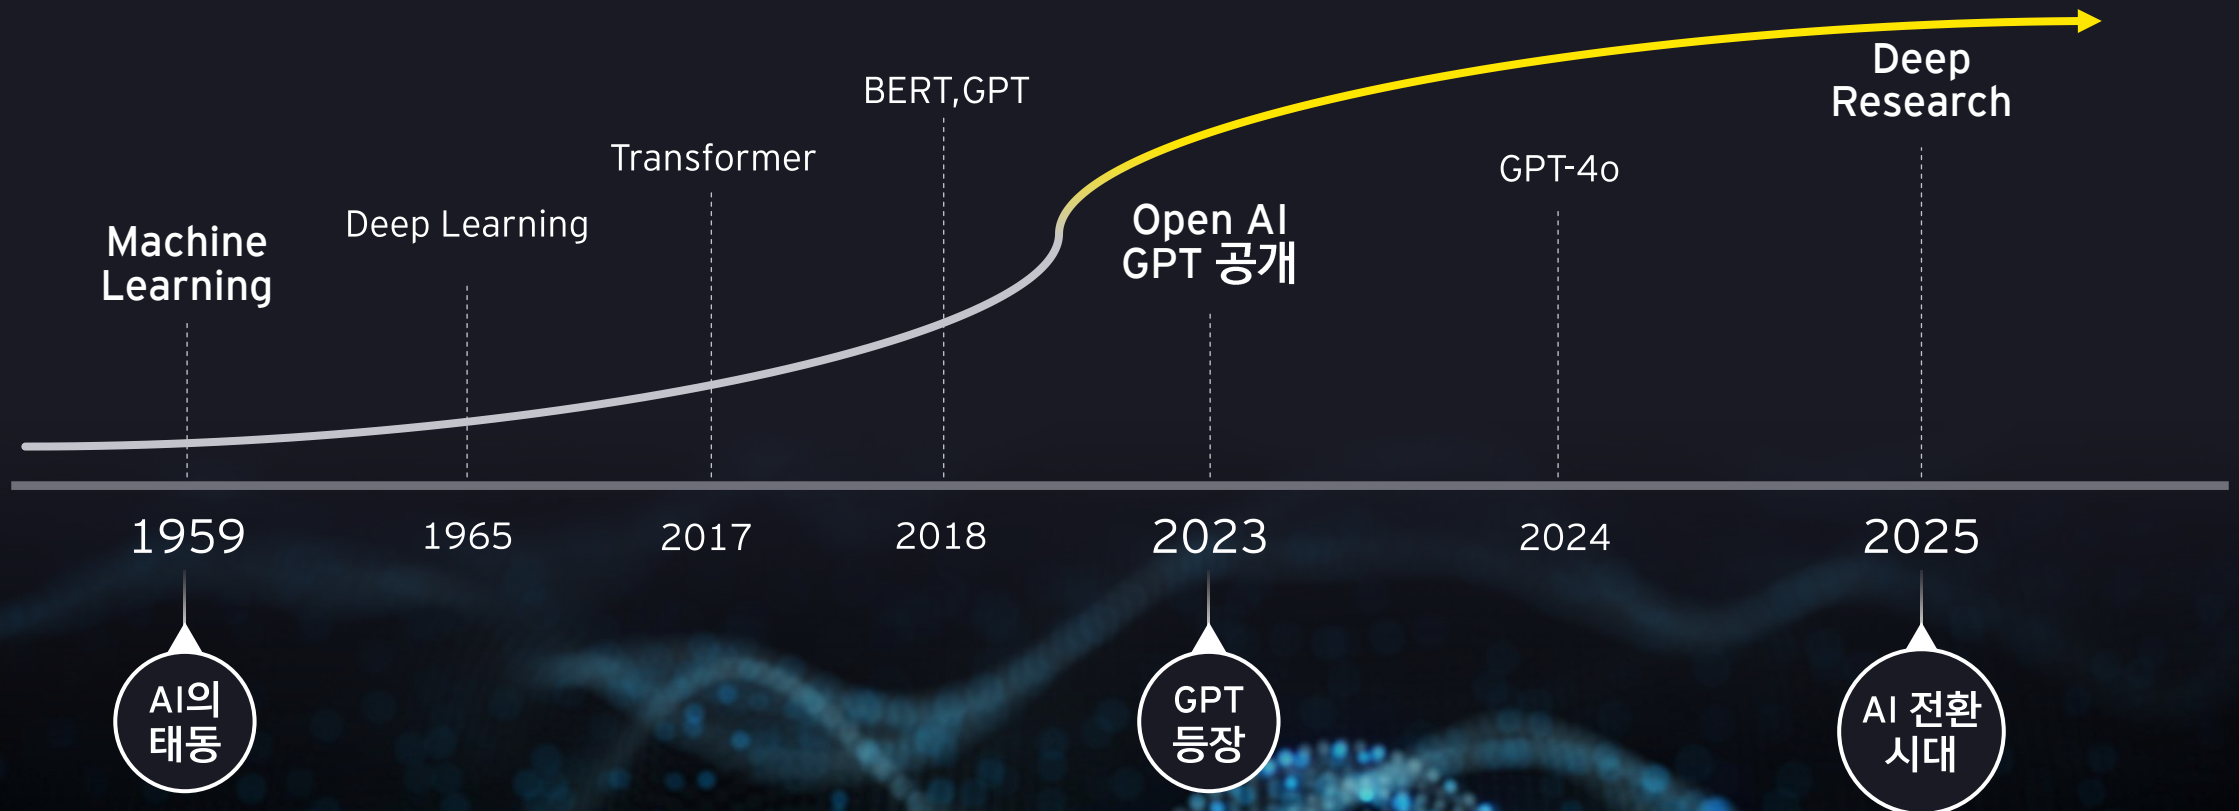 Machine
Learning
Deep Learning
Transformer
BERT,GPT
Open AI
GPT 공개
GPT-4o
Deep
Research
1959
1965
2017
2018
2023
2024
2025
AI의
태동
GPT
등장
AI 전환
시대